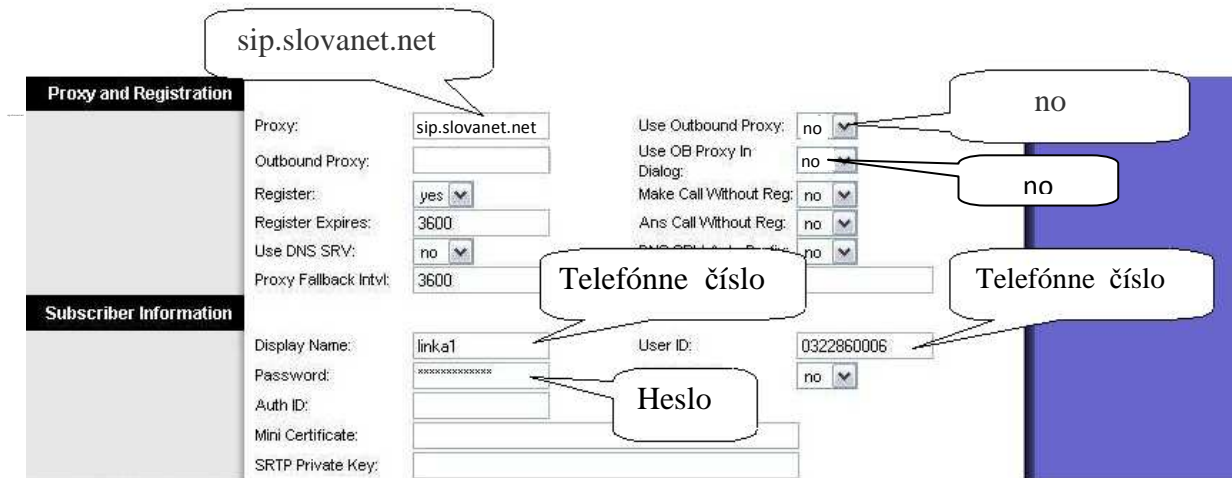 sip.slovanet.net
Proxy and Registration
no
Proxy: sip.slovanet.net Use Outbound Proxy: no
Outbound Proxy: Use OB Proxy In Dialog: no
no
Register: yes Make Call Without Reg: no
Register Expires: 3600 Ans Call Without Reg: no
Use DNS SRV: no no
Proxy Fallback Intvl: 3600
Telefónne číslo
Telefónne číslo
Subscriber Information
Display Name: linka1 User ID: 0322860006
Password: ************* no
Heslo
Auth ID:
Mini Certificate:
SRTP Private Key: